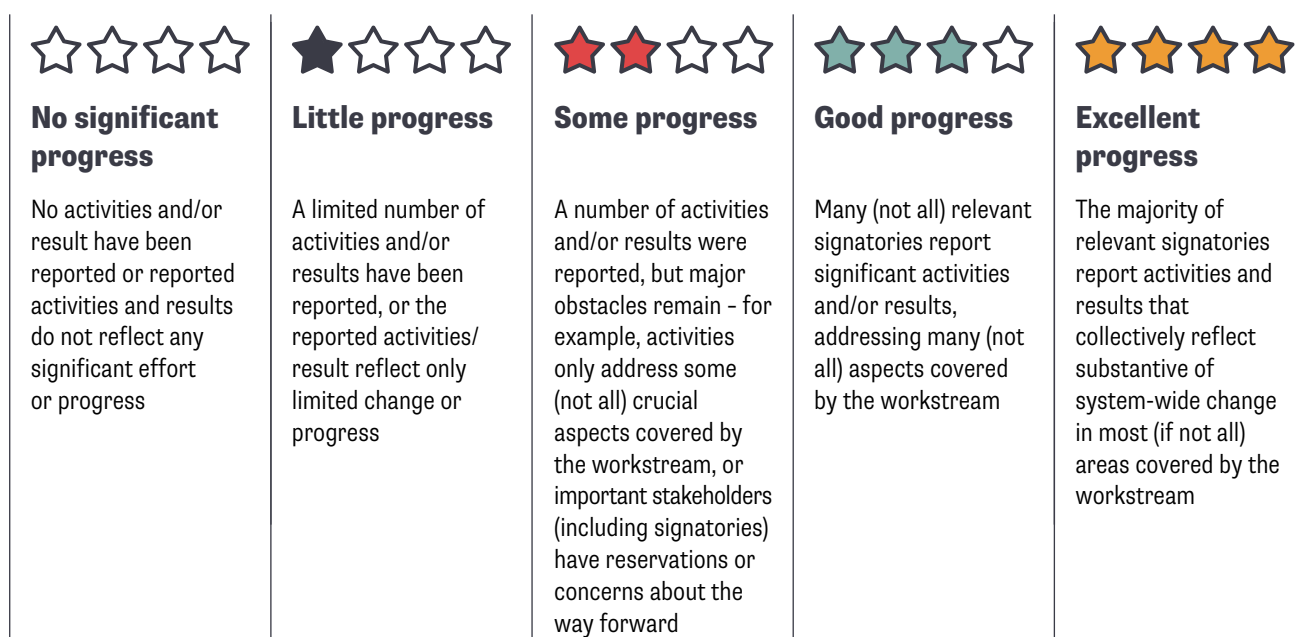 No significant
progress
No activities and/or
result have been
reported or reported
activities and results
do not reflect any
significant effort
or progress
Little progress
A limited number of
activities and/or
results have been
reported, or the
reported activities/
result reflect only
limited change or
progress
Some progress
A number of activities
and/or results were
reported, but major
obstacles remain – for
example, activities
only address some
(not all) crucial
aspects covered by
the workstream, or
important stakeholders
(including signatories)
have reservations or
concerns about the
way forward
Good progress
Many (not all) relevant
signatories report
significant activities
and/or results,
addressing many (not
all) aspects covered
by the workstream
Excellent
progress
The majority of
relevant signatories
report activities and
results that
collectively reflect
substantive of
system-wide change
in most (if not all)
areas covered by the
workstream